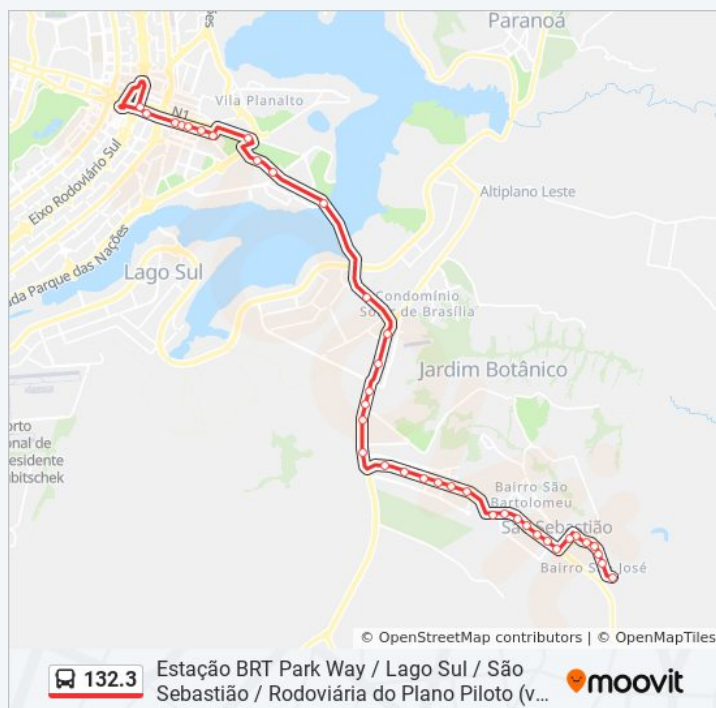 Paranoá
Vila Planalto
N1
Eixo Rodoviário Sul
Altiplano Leste
Parque das Nações
Lago Sul
Condomínio
de Brasília
Jardim Botânico
onal de
esidente
bitschek
Bairro São
Bartolomeu
São Sebastião
Bairro São José
© OpenStreetMap contributors | © OpenMapTiles
132.3
Estação BRT Park Way / Lago Sul / São
Sebastião / Rodoviária do Plano Piloto (v...
moovit